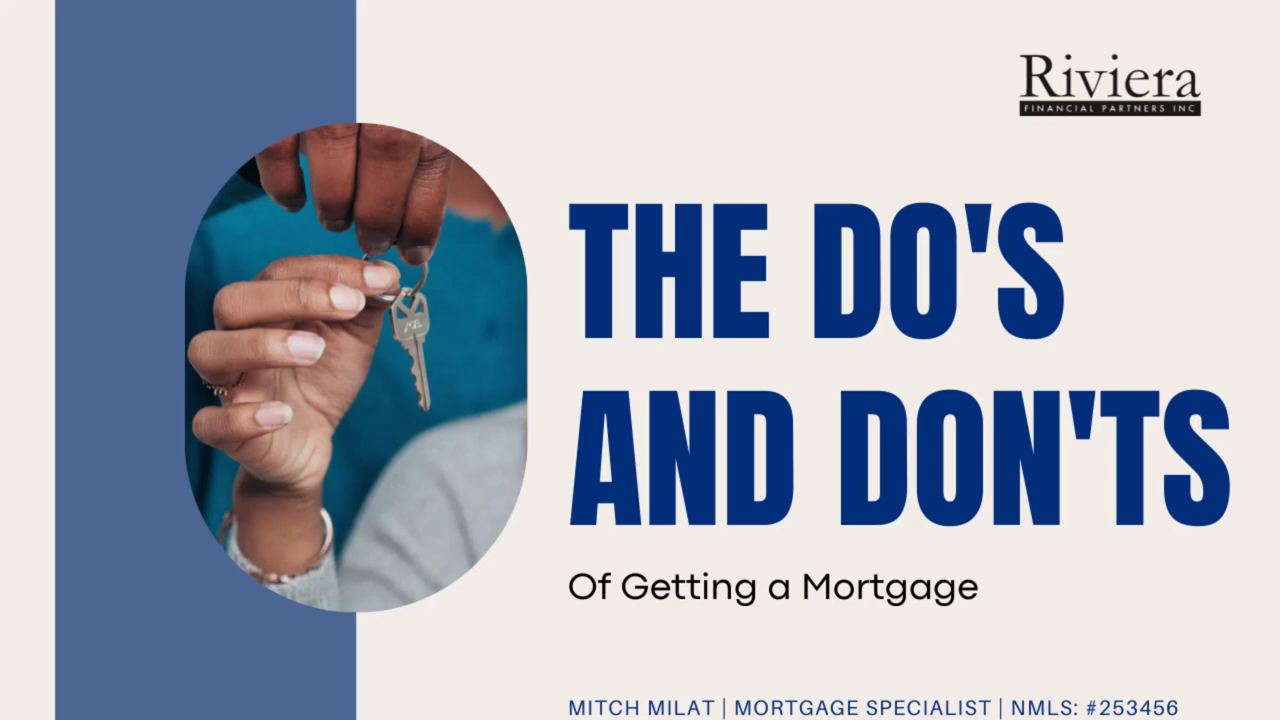 Riviera
FINANCIAL PARTNERS INC
THE DO'S
AND DON'TS
Of Getting a Mortgage
MITCH MILAT | MORTGAGE SPECIALIST | NMLS: #253456